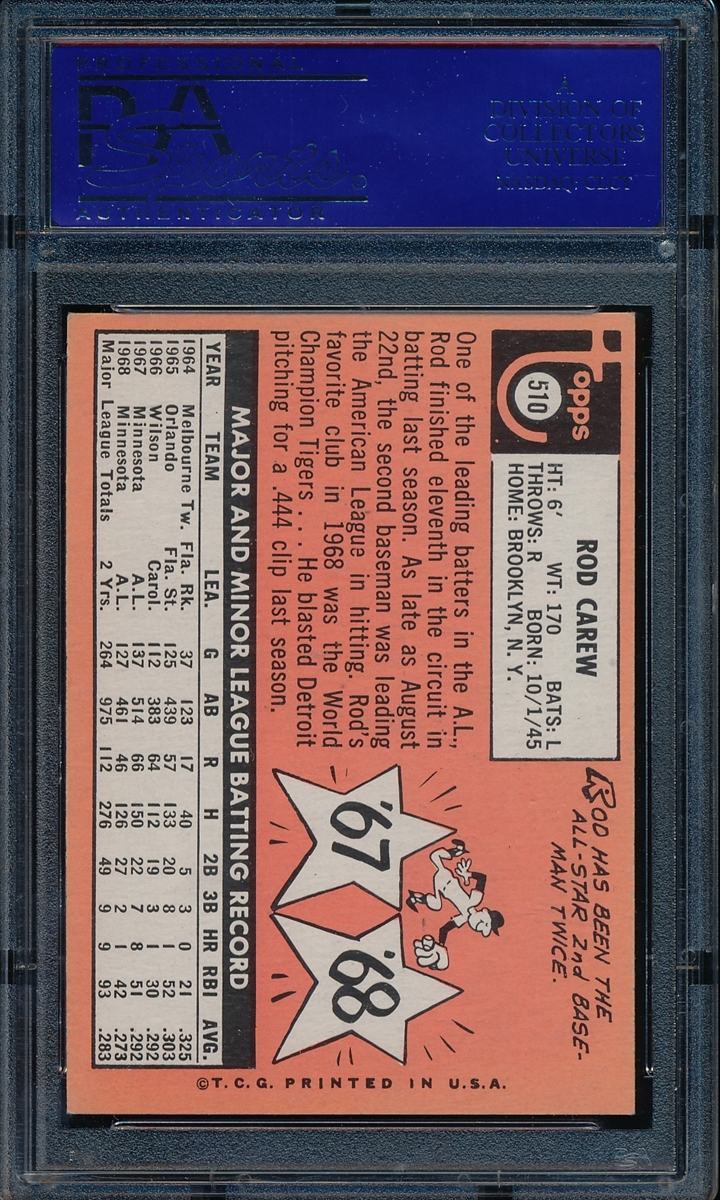 PROFESSIONAL
PSA
Sports
AUTHENTICATOR
A
DIVISION OF
COLLECTORS
UNIVERSE
NASDAQ: CLCT
topps
510
ROD CAREW
HT: 6' WT: 170 BATS: L
THROWS: R BORN: 10/1/45
HOME: BROOKLYN, N. Y.
ROD HAS BEEN THE
ALL-STAR 2nd BASE-
MAN TWICE.
One of the leading batters in the A.L.,
Rod finished eleventh in the circuit in
batting last season. As late as August
22nd, the second baseman was leading
the American League in hitting. Rod's
favorite club in 1968 was the World
Champion Tigers . . . He blasted Detroit
pitching for a .444 clip last season.
'67
'68
MAJOR AND MINOR LEAGUE BATTING RECORD
YEAR TEAM LEA. G AB R H 2B 3B HR RBI AVG.
1964 Melbourne Tw. Fla. Rk. 37 123 17 40 5 3 0 21 .325
1965 Orlando Fla. St. 125 439 57 133 20 8 1 52 .303
1966 Wilson Carol. 112 383 64 112 19 3 1 30 .292
1967 Minnesota A.L. 137 514 66 150 22 7 8 51 .292
1968 Minnesota A.L. 127 461 46 126 27 2 1 42 .273
Major League Totals 2 Yrs. 264 975 112 276 49 9 9 93 .283
©T.C.G. PRINTED IN U.S.A.